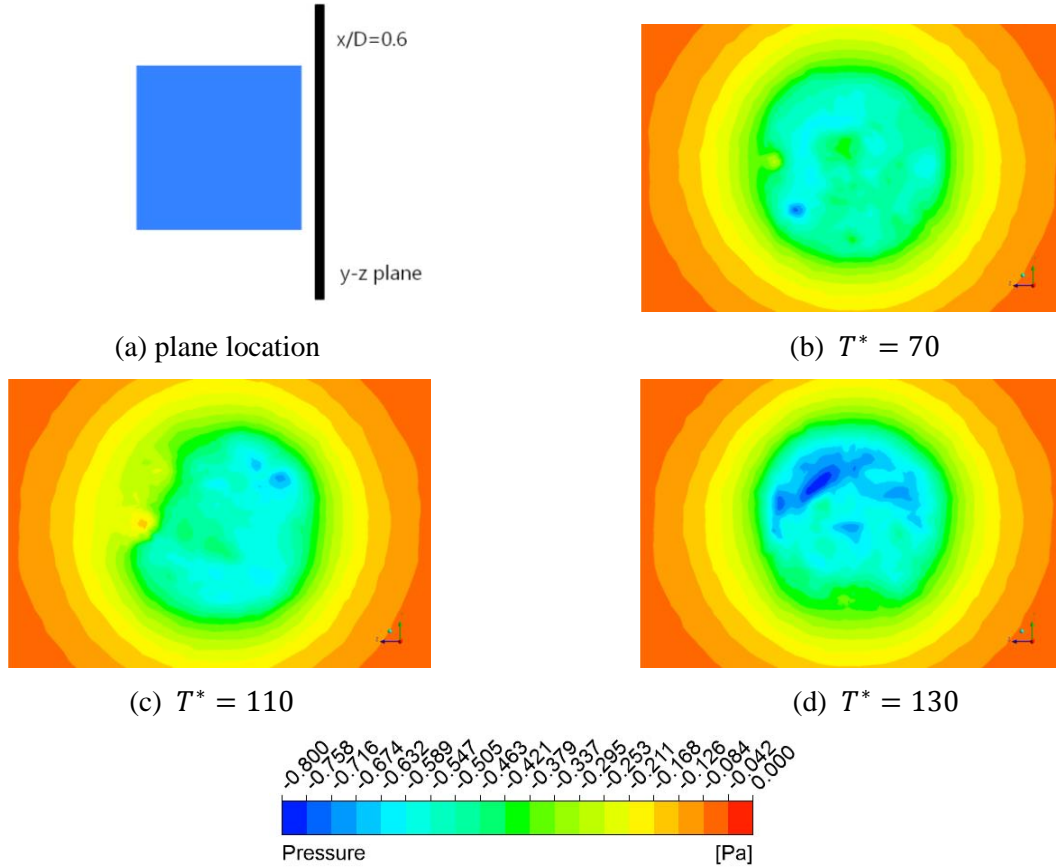 x/D=0.6
y-z plane
(a) plane location
(b) T* = 70
(c) T* = 110
(d) T* = 130
-0.800
-0.758
-0.716
-0.674
-0.632
-0.589
-0.547
-0.505
-0.463
-0.421
-0.379
-0.337
-0.295
-0.253
-0.211
-0.168
-0.126
-0.084
-0.042
0.000
Pressure [Pa]